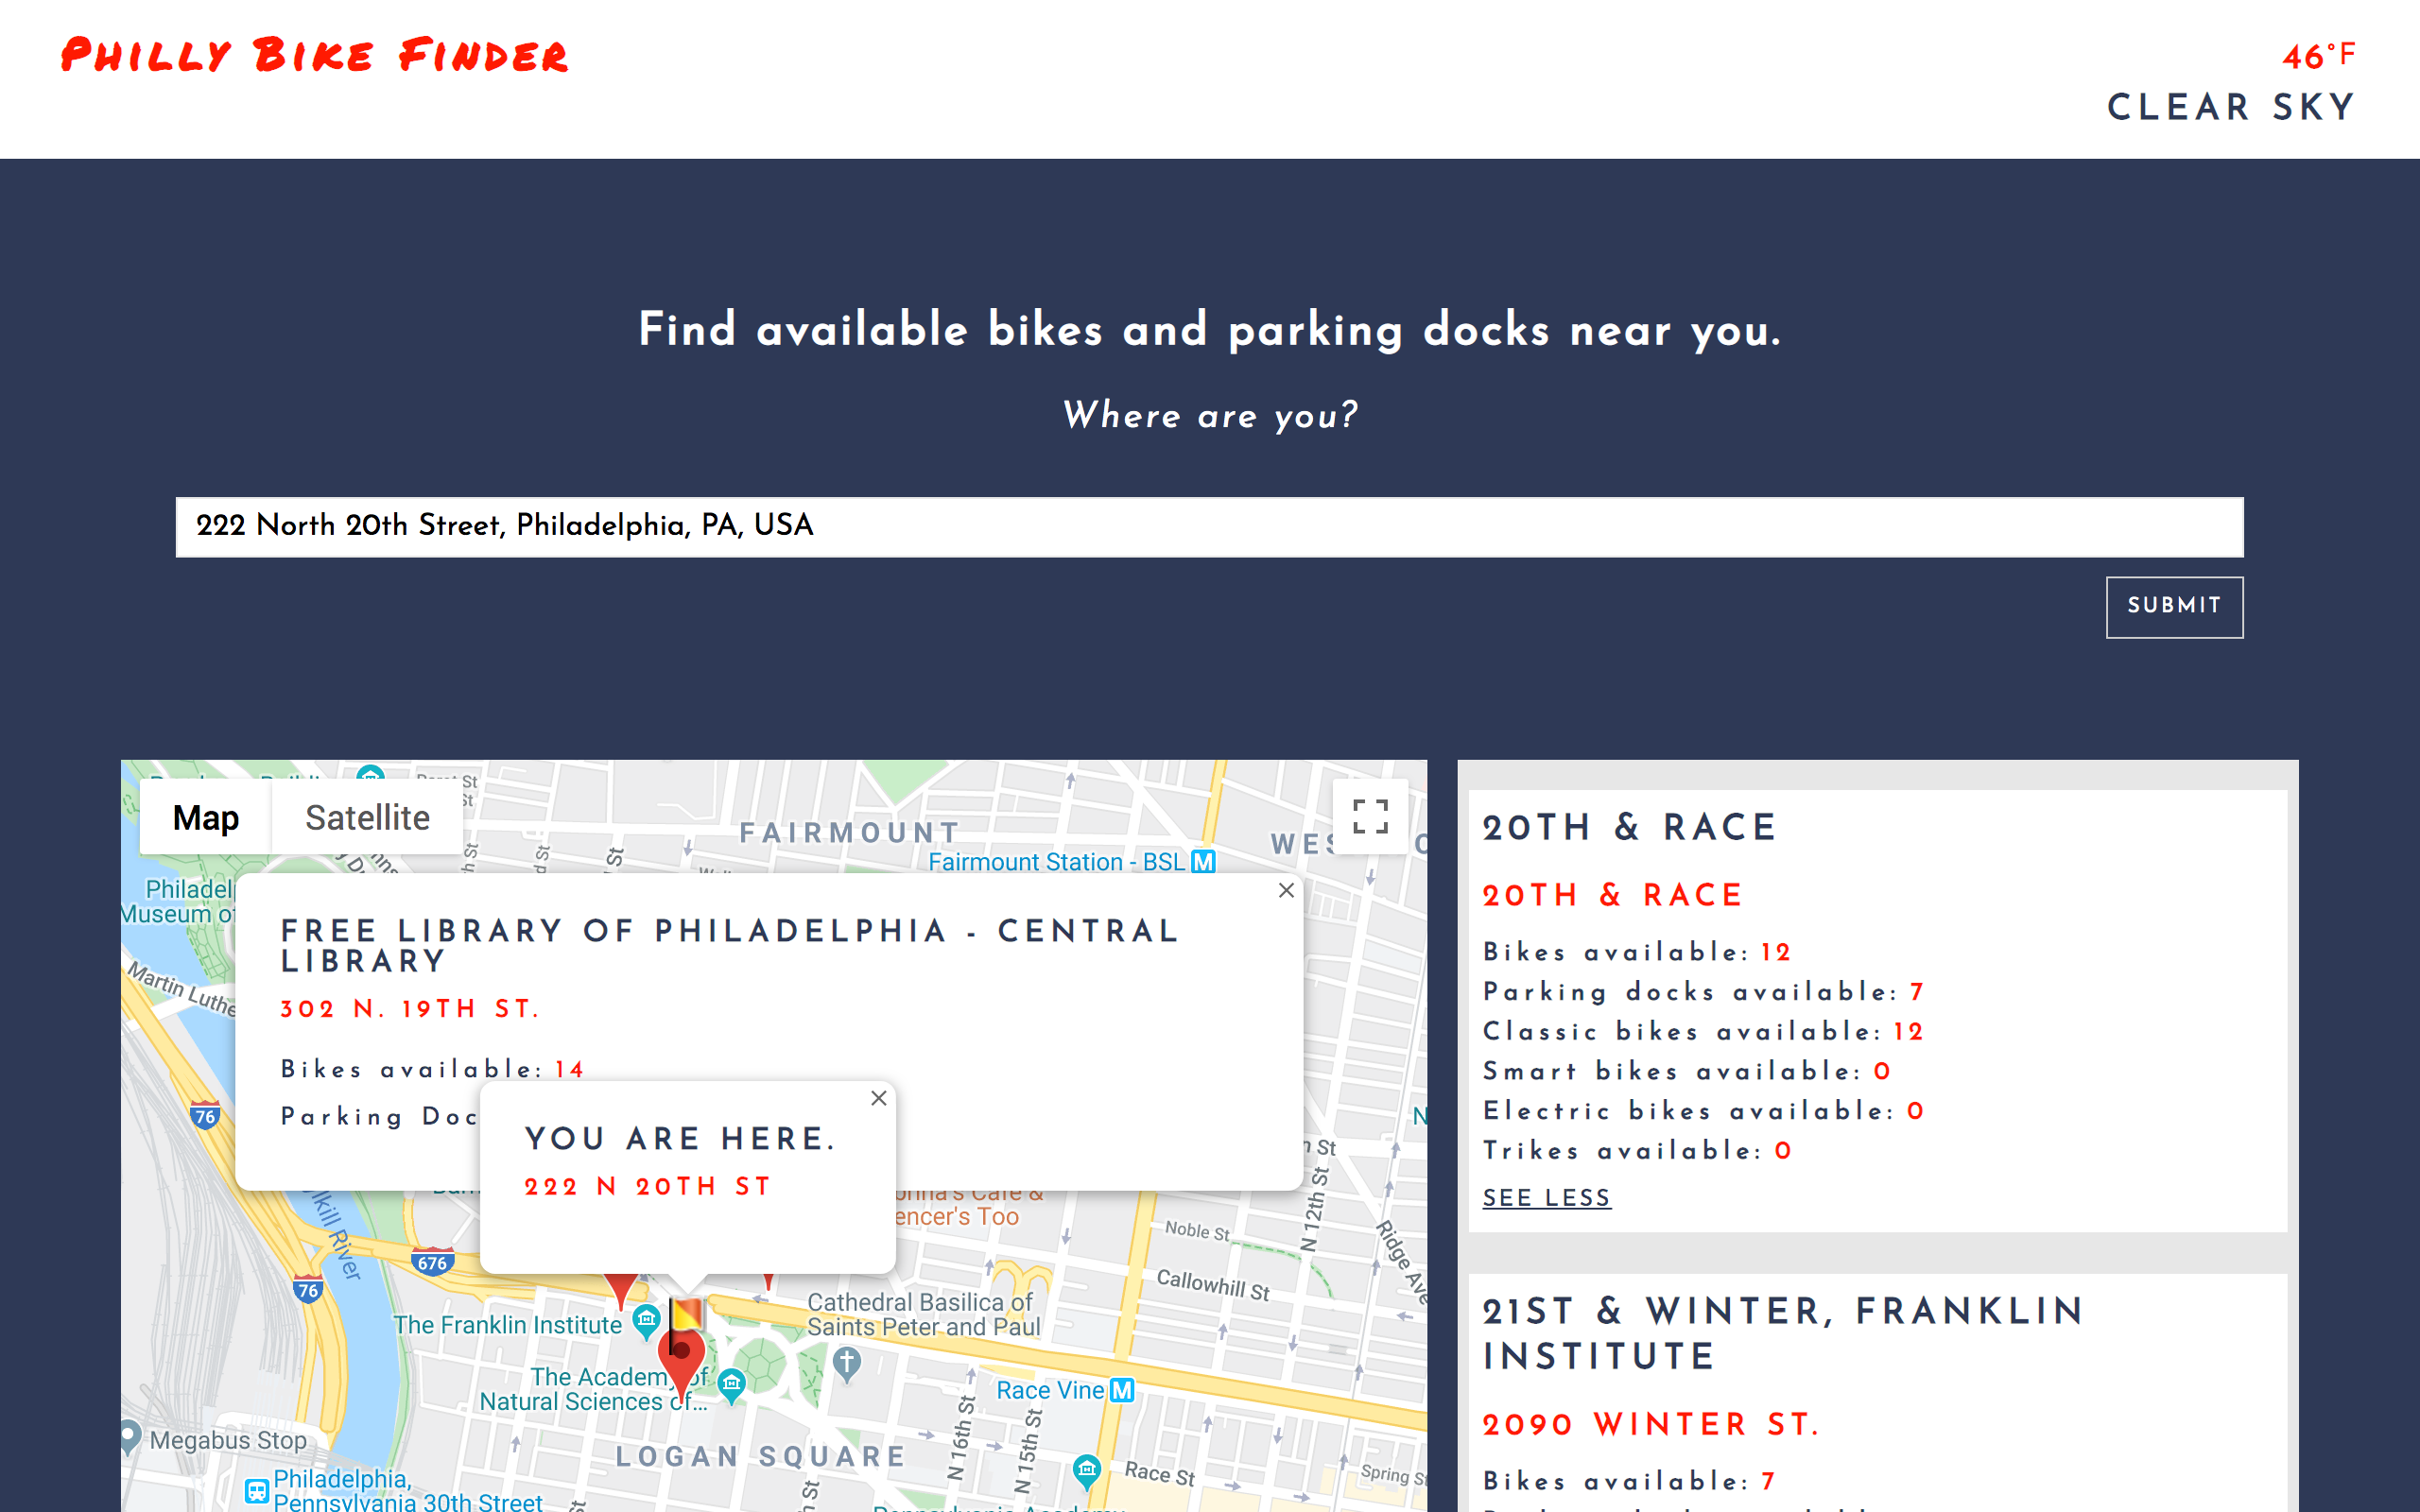 Philly Bike Finder
46°F
CLEAR SKY
Find available bikes and parking docks near you.
Where are you?
222 North 20th Street, Philadelphia, PA, USA
SUBMIT
Map
Satellite
FAIRMOUNT
Fairmount Station - BSL M
Museum of
Martin Luthe
FREE LIBRARY OF PHILADELPHIA - CENTRAL
LIBRARY
302 N. 19TH ST.
Bikes available: 14
Parking Doc
YOU ARE HERE.
222 N 20TH ST
76
676
76
encer's Too
Noble St
N 12th St
Ridge Ave
Callowhill St
The Franklin Institute
Cathedral Basilica of
Saints Peter and Paul
The Academy of
Natural Sciences of...
Race Vine M
Megabus Stop
LOGAN SQUARE
N 16th St
N 15th St
Race St
Spring St
Philadelphia,
Pennsylvania 30th Street
20TH & RACE
20TH & RACE
Bikes available: 12
Parking docks available: 7
Classic bikes available: 12
Smart bikes available: 0
Electric bikes available: 0
Trikes available: 0
SEE LESS
21ST & WINTER, FRANKLIN
INSTITUTE
2090 WINTER ST.
Bikes available: 7